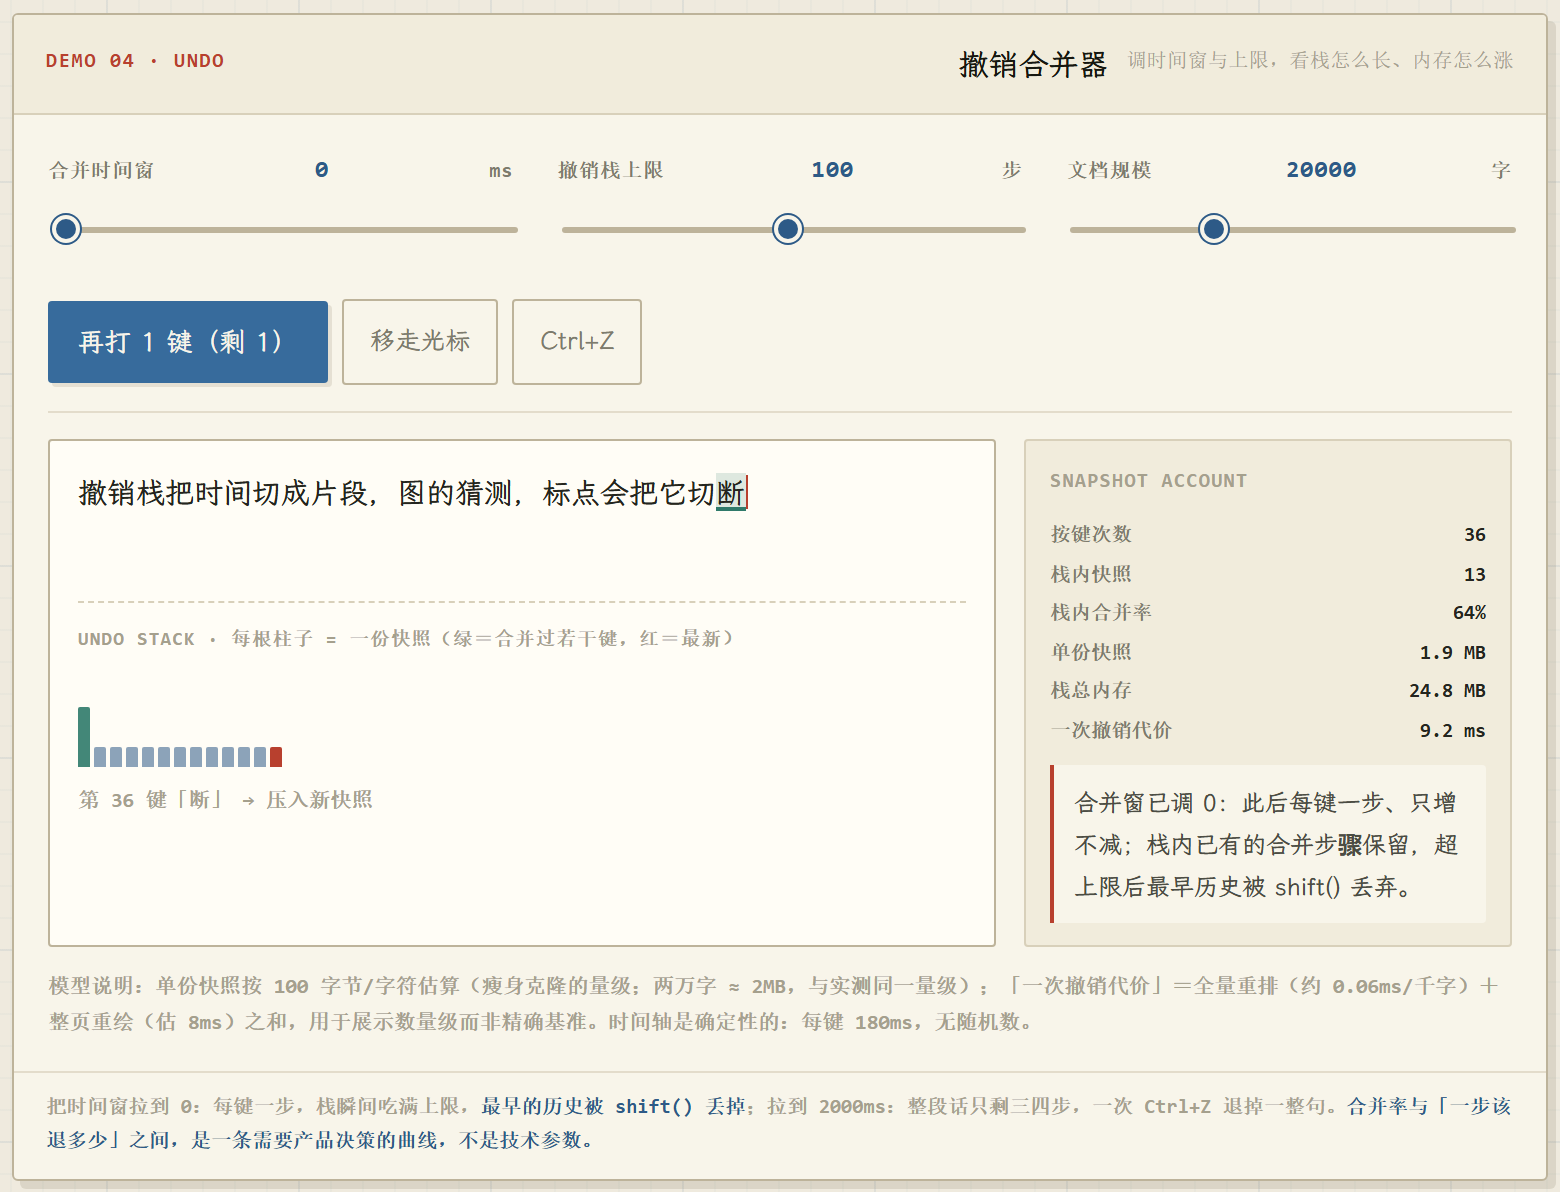 DEMO 04 · UNDO
撤销合并器 调时间窗与上限，看栈怎么长、内存怎么涨
合并时间窗 0 ms
撤销栈上限 100 步
文档规模 20000 字
再打 1 键（剩 1）
移走光标
Ctrl+Z
撤销栈把时间切成片段，图的猜测，标点会把它切断
UNDO STACK · 每根柱子 = 一份快照（绿＝合并过若干键，红＝最新）
第 36 键「断」 → 压入新快照
SNAPSHOT ACCOUNT
按键次数 36
栈内快照 13
栈内合并率 64%
单份快照 1.9 MB
栈总内存 24.8 MB
一次撤销代价 9.2 ms
合并窗已调 0：此后每键一步、只增
不减；栈内已有的合并步骤保留，超
上限后最早历史被 shift() 丢弃。
模型说明：单份快照按 100 字节/字符估算（瘦身克隆的量级；两万字 ≈ 2MB，与实测同一量级）；「一次撤销代价」＝全量重排（约 0.06ms/千字）＋
整页重绘（估 8ms）之和，用于展示数量级而非精确基准。时间轴是确定性的：每键 180ms，无随机数。
把时间窗拉到 0：每键一步，栈瞬间吃满上限，最早的历史被 shift() 丢掉；拉到 2000ms：整段话只剩三四步，一次 Ctrl+Z 退掉一整句。合并率与「一步该
退多少」之间，是一条需要产品决策的曲线，不是技术参数。